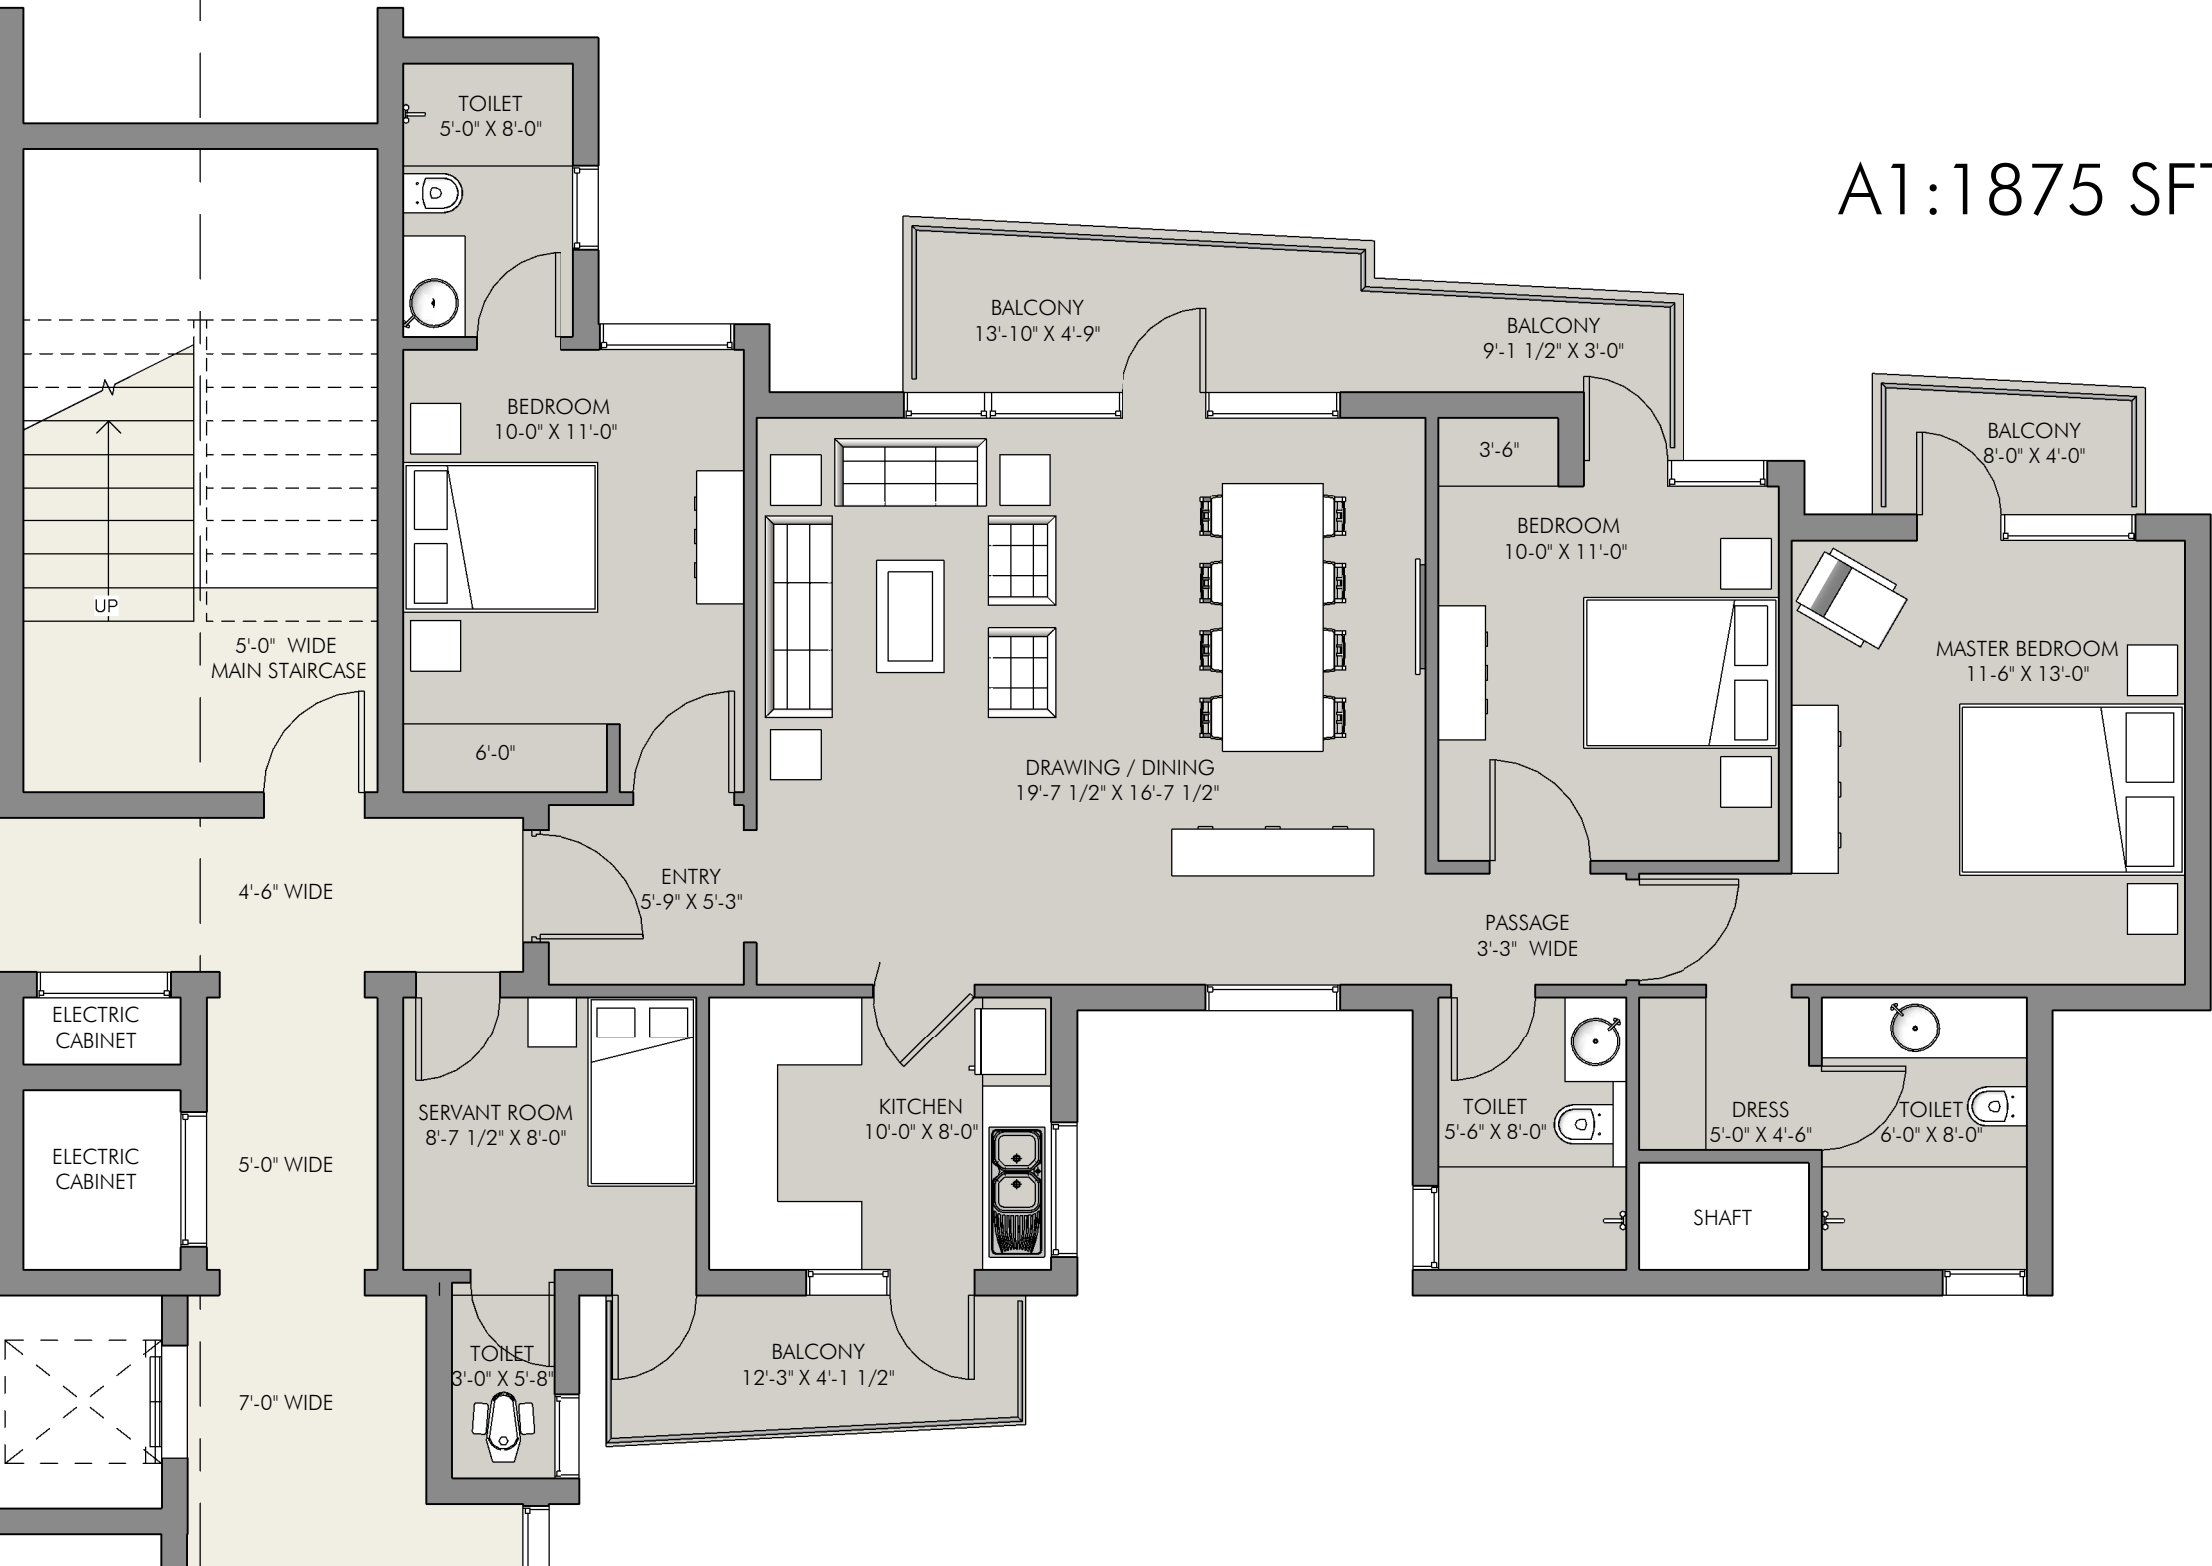 TOILET
5'-0" X 8'-0"
A1:1875 SFT
BALCONY
13'-10" X 4'-9"
BALCONY
9'-1 1/2" X 3'-0"
BEDROOM
10-0" X 11'-0"
3'-6"
BALCONY
8'-0" X 4'-0"
BEDROOM
10-0" X 11'-0"
UP
5'-0" WIDE
MAIN STAIRCASE
MASTER BEDROOM
11-6" X 13'-0"
6'-0"
DRAWING / DINING
19'-7 1/2" X 16'-7 1/2"
4'-6" WIDE
ENTRY
5'-9" X 5'-3"
PASSAGE
3'-3" WIDE
ELECTRIC
CABINET
SERVANT ROOM
8'-7 1/2" X 8'-0"
KITCHEN
10'-0" X 8'-0"
TOILET
5'-6" X 8'-0"
DRESS
5'-0" X 4'-6"
TOILET
6'-0" X 8'-0"
ELECTRIC
CABINET
5'-0" WIDE
SHAFT
TOILET
3'-0" X 5'-8"
BALCONY
12'-3" X 4'-1 1/2"
7'-0" WIDE